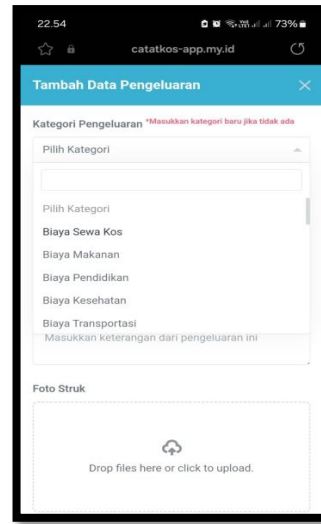 22.54
73%
catatkos-app.my.id
Tambah Data Pengeluaran
Kategori Pengeluaran *Masukkan kategori baru jika tidak ada
Pilih Kategori
Pilih Kategori
Biaya Sewa Kos
Biaya Makanan
Biaya Pendidikan
Biaya Kesehatan
Biaya Transportasi
Masukkan keterangan dari pengeluaran ini
Foto Struk
Drop files here or click to upload.